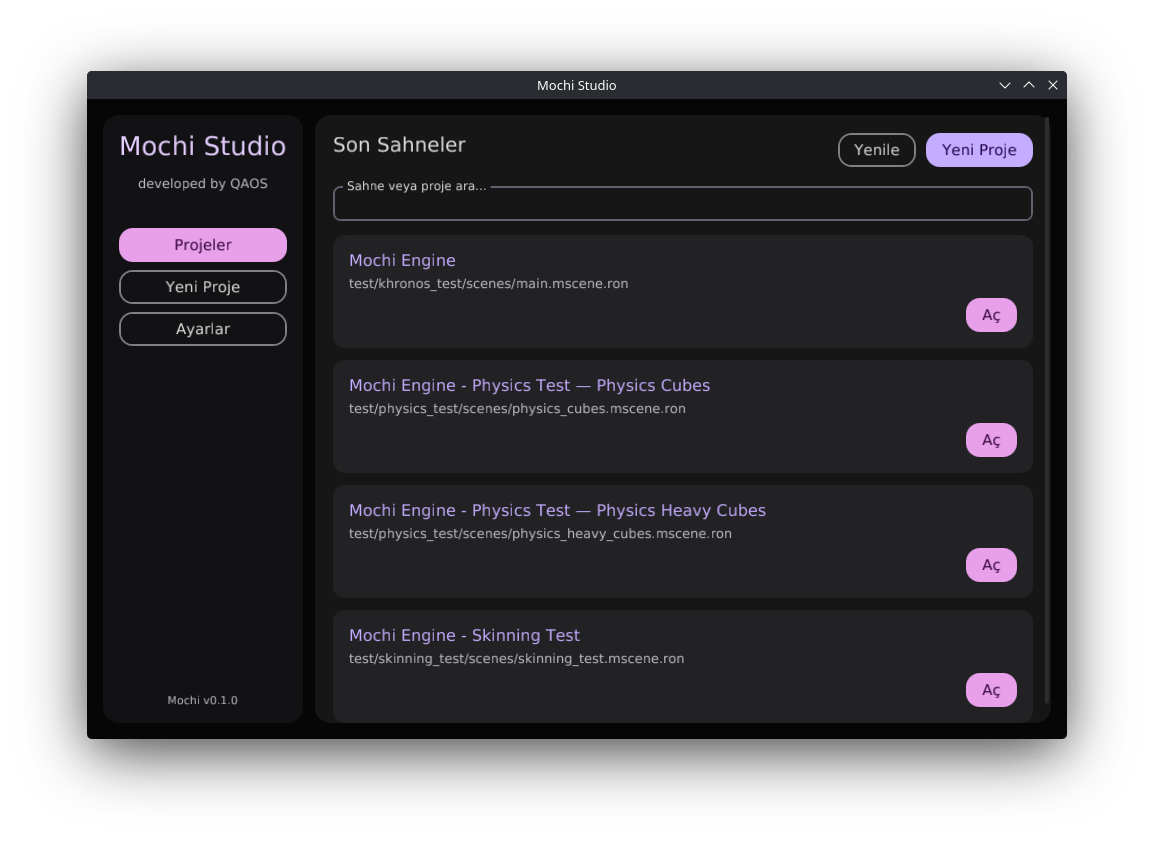 Mochi Studio
Mochi Studio
developed by QAOS
Projeler
Yeni Proje
Ayarlar
Mochi v0.1.0
Son Sahneler
Yenile
Yeni Proje
Sahne veya proje ara...
Mochi Engine
test/khronos_test/scenes/main.mscene.ron
Aç
Mochi Engine - Physics Test — Physics Cubes
test/physics_test/scenes/physics_cubes.mscene.ron
Aç
Mochi Engine - Physics Test — Physics Heavy Cubes
test/physics_test/scenes/physics_heavy_cubes.mscene.ron
Aç
Mochi Engine - Skinning Test
test/skinning_test/scenes/skinning_test.mscene.ron
Aç